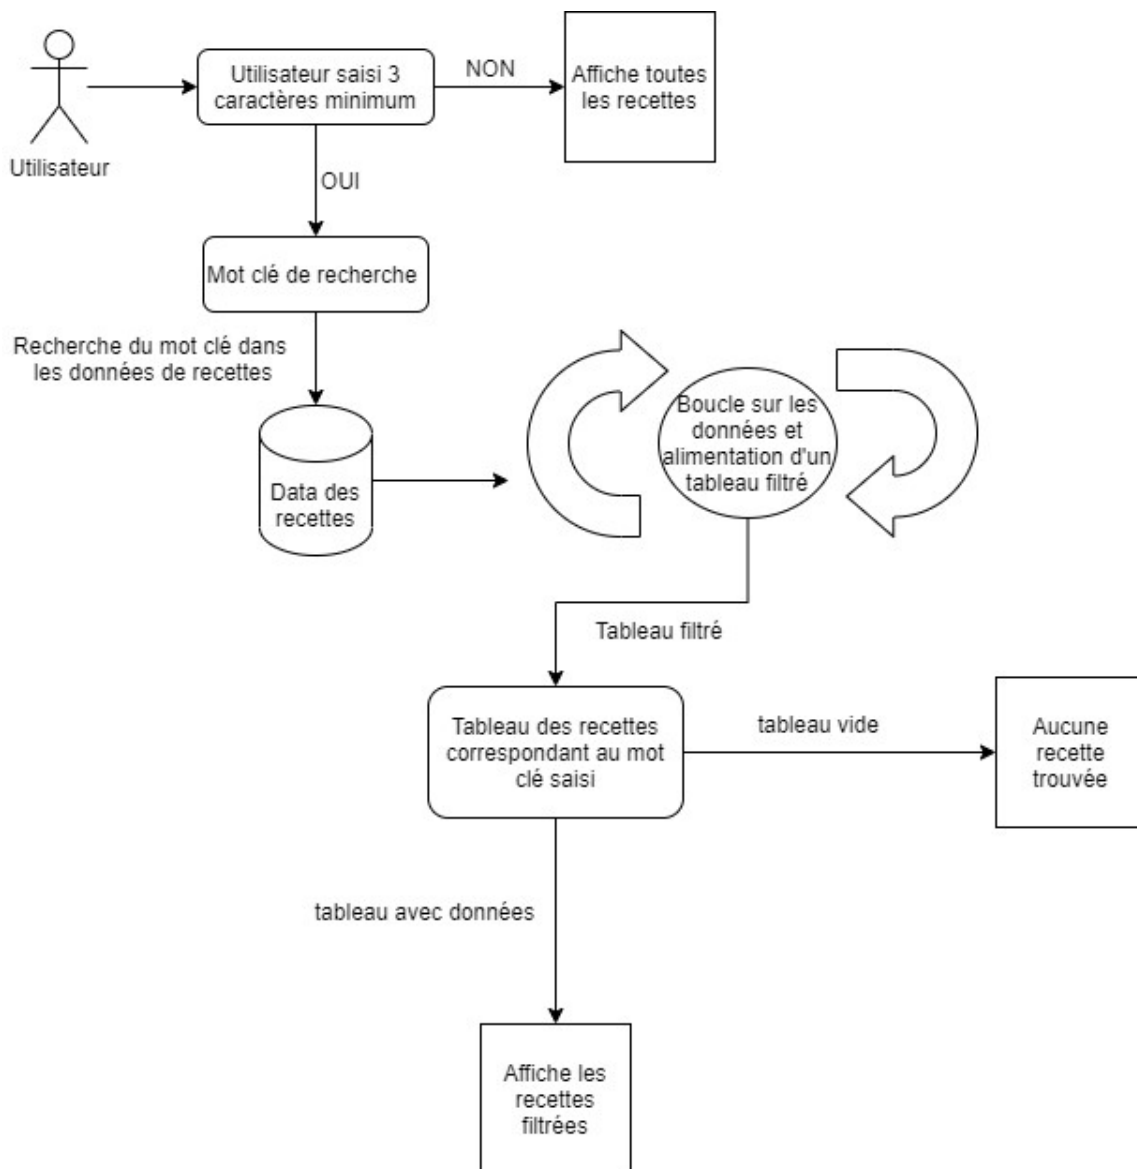 Utilisateur
Utilisateur saisi 3
caractères minimum
NON
Affiche toutes
les recettes
OUI
Mot clé de recherche
Recherche du mot clé dans
les données de recettes
Data des
recettes
Boucle sur les
données et
alimentation d'un
tableau filtré
Tableau filtré
Tableau des recettes
correspondant au mot
clé saisi
tableau vide
Aucune
recette
trouvée
tableau avec données
Affiche les
recettes
filtrées